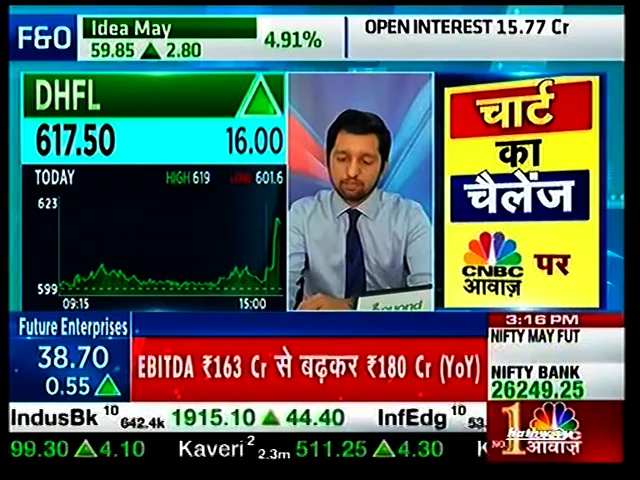 F&O
Idea May
59.85 ▲ 2.80
4.91%
OPEN INTEREST 15.77 Cr
DHFL
617.50
16.00
TODAY
HIGH 619
LOW 601.6
623
599
09:15
15:00
चार्ट
का
चैलेंज
CNBC
आवाज़
पर
Future Enterprises
38.70
0.55
EBITDA ₹163 Cr से बढ़कर ₹180 Cr (YoY)
3:16 PM
NIFTY MAY FUT
NIFTY BANK
26249.25
IndusBk 10 642.4k 1915.10 ▲ 44.40 InfEdg 10
99.30 ▲ 4.10 Kaveri 2 2.3m 511.25 ▲ 4.30
NO. 1
hathway
आवाज़